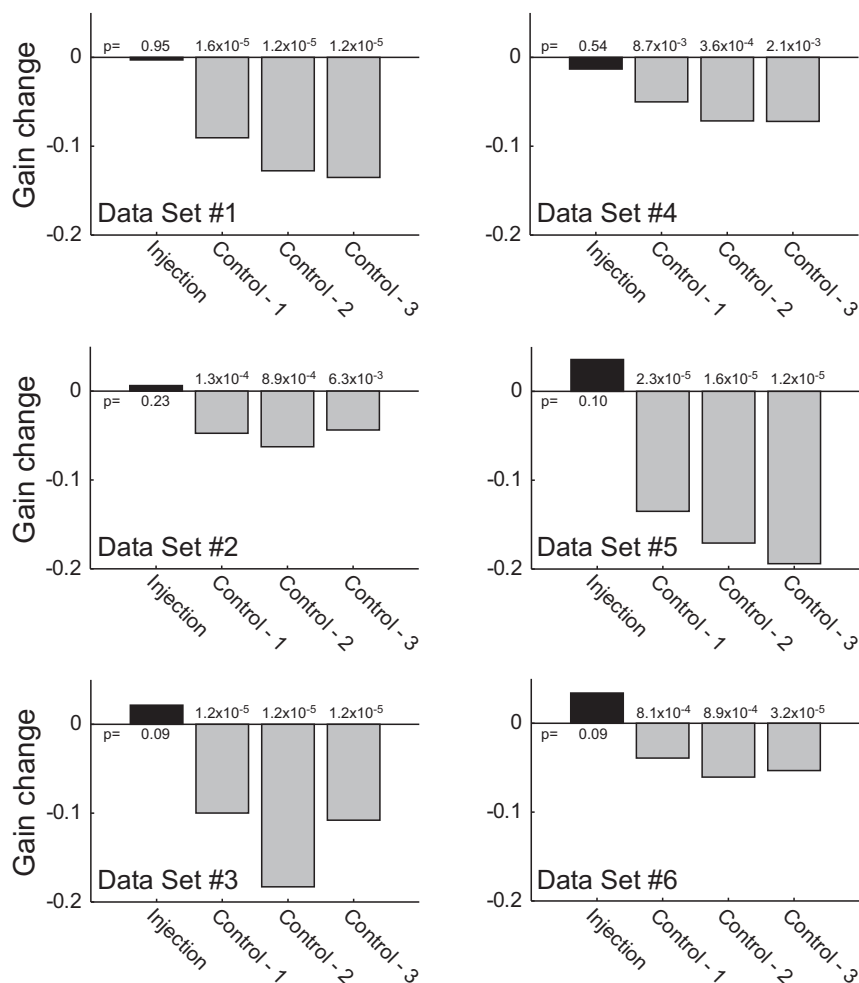 p= 0.95 1.6x10⁻⁵ 1.2x10⁻⁵ 1.2x10⁻⁵
0
-0.1
-0.2
Gain change
Data Set #1
Injection
Control - 1
Control - 2
Control - 3
p= 0.54 8.7x10⁻³ 3.6x10⁻⁴ 2.1x10⁻³
0
-0.1
-0.2
Data Set #4
Injection
Control - 1
Control - 2
Control - 3
1.3x10⁻⁴ 8.9x10⁻⁴ 6.3x10⁻³
0
p= 0.23
-0.1
-0.2
Gain change
Data Set #2
Injection
Control - 1
Control - 2
Control - 3
2.3x10⁻⁵ 1.6x10⁻⁵ 1.2x10⁻⁵
0
p= 0.10
-0.1
-0.2
Data Set #5
Injection
Control - 1
Control - 2
Control - 3
1.2x10⁻⁵ 1.2x10⁻⁵ 1.2x10⁻⁵
0
p= 0.09
-0.1
-0.2
Gain change
Data Set #3
Injection
Control - 1
Control - 2
Control - 3
8.1x10⁻⁴ 8.9x10⁻⁴ 3.2x10⁻⁵
0
p= 0.09
-0.1
-0.2
Data Set #6
Injection
Control - 1
Control - 2
Control - 3